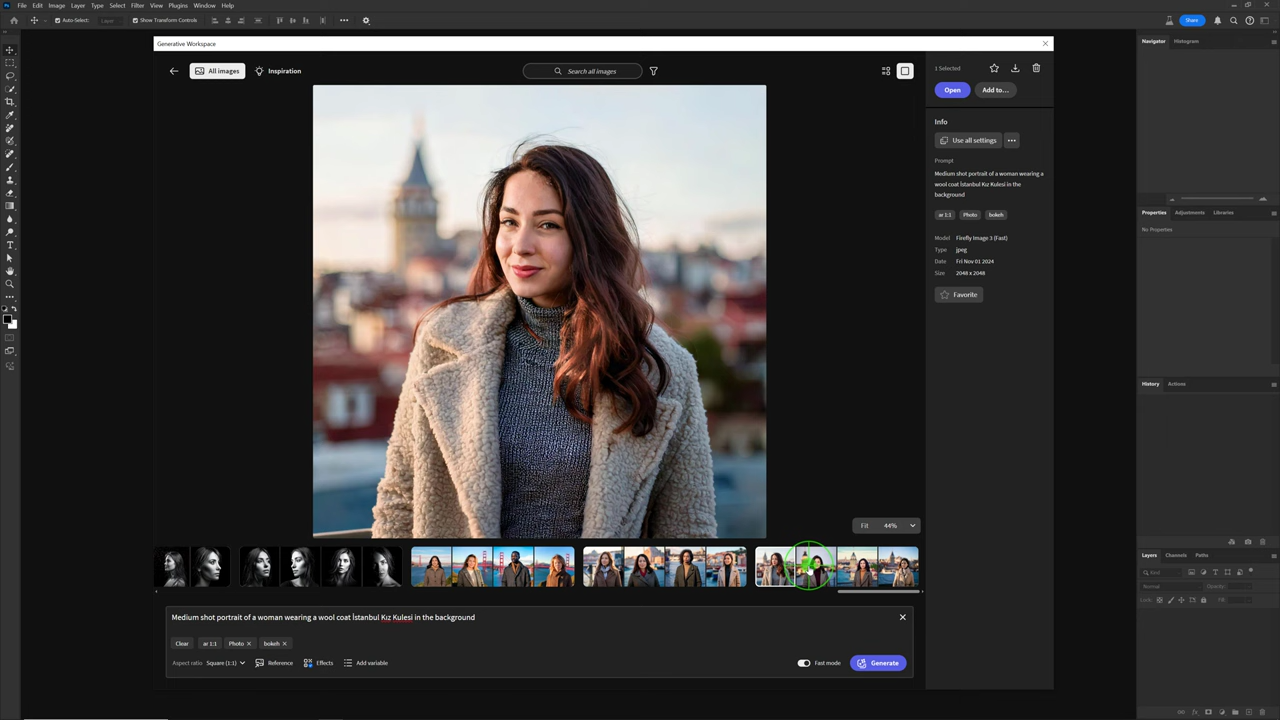 File Edit Image Layer Type Select Filter View Plugins Window Help
Auto-Select: Layer Show Transform Controls Share
Generative Workspace
All images Inspiration Search all images
1 Selected
Open Add to...
Info
Use all settings
Prompt
Medium shot portrait of a woman wearing a
wool coat İstanbul Kız Kulesi in the
background
ar 1:1 Photo bokeh
Model Firefly Image 3 (Fast)
Type jpeg
Date Fri Nov 01 2024
Size 2048 x 2048
Favorite
Fit 44%
Medium shot portrait of a woman wearing a wool coat İstanbul Kız Kulesi in the background
Clear ar 1:1 Photo bokeh
Aspect ratio Square (1:1) Reference Effects Add variable Fast mode Generate
Navigator Histogram
Properties Adjustments Libraries
No Properties
History Actions
Layers Channels Paths
Kind
Normal Opacity:
Lock: Fill: